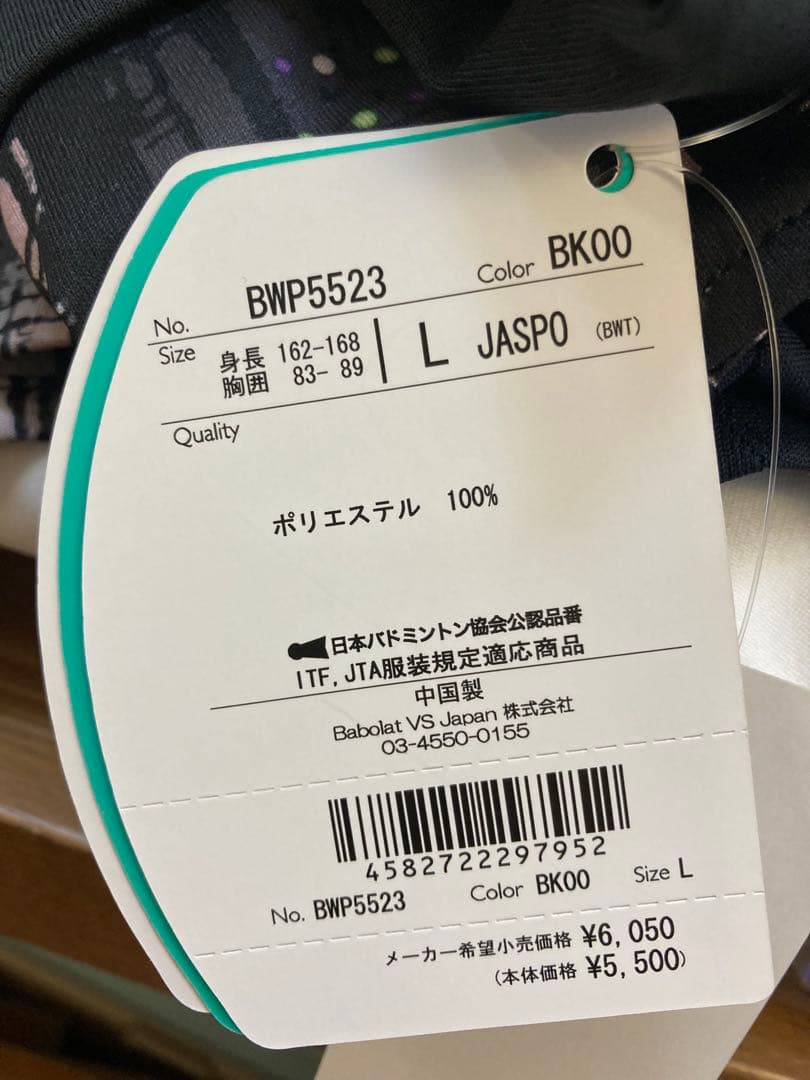 No. BWP5523 Color BK00
Size 身長 162-168 L JASPO (BWT)
胸囲 83- 89
Quality
ポリエステル 100%
日本バドミントン協会公認品番
ITF,JTA服装規定適応商品
中国製
Babolat VS Japan 株式会社
03-4550-0155
4582722297952
No. BWP5523 Color BK00 Size L
メーカー希望小売価格 ¥6,050
(本体価格 ¥5,500)